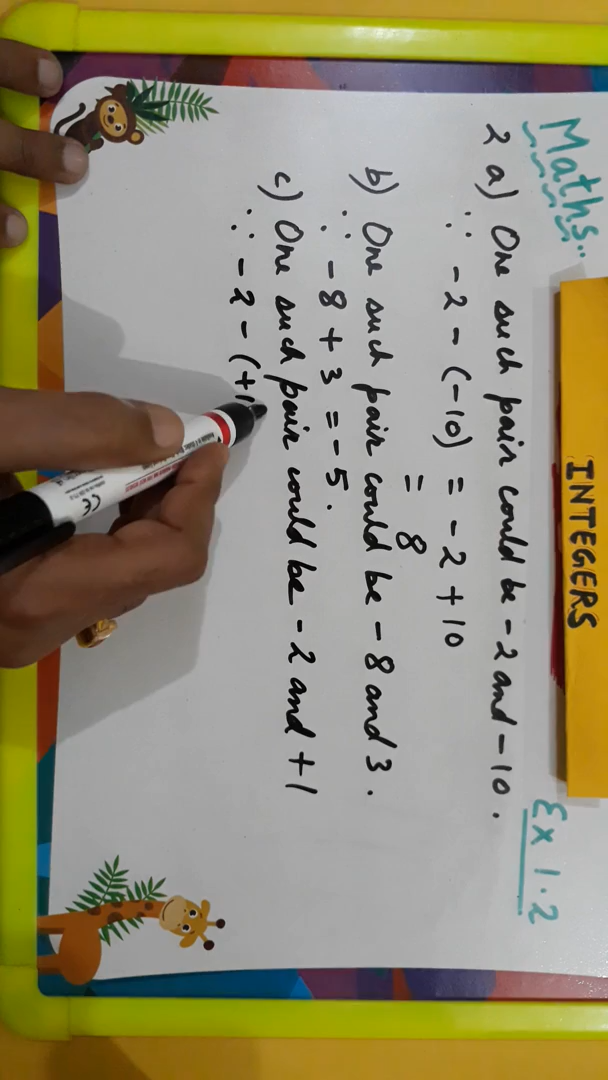 Maths..
INTEGERS
Ex 1.2
2 a) One such pair could be -2 and -10.
∵ -2 - (-10) = -2 + 10
= 8
b) One such pair could be -8 and 3.
∵ -8 + 3 = -5.
c) One such pair could be -2 and +1
∵ -2 - (+1
CE